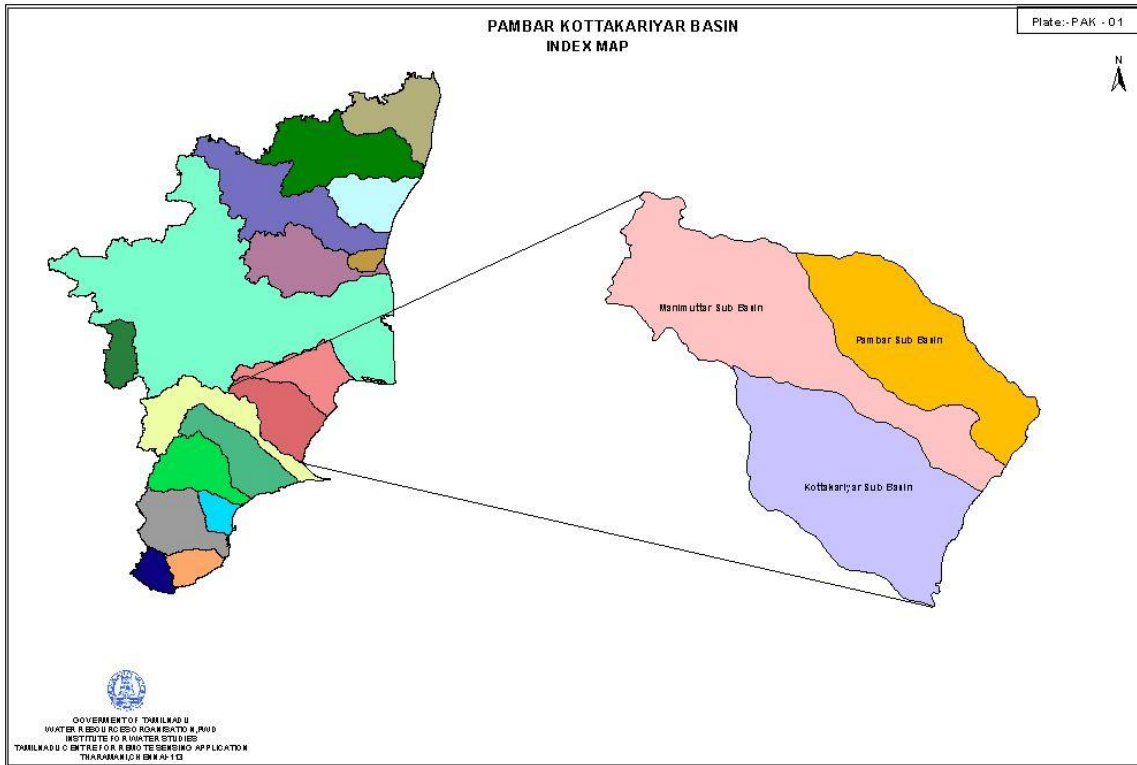 PAMBAR KOTTAKARIYAR BASIN
INDEX MAP
Plate:-PAK - 01
N
Manimuttar Sub Basin
Pambar Sub Basin
Kottakariyar Sub Basin
GOVERMENT OF TAMILNADU
WATER RESOURCES ORGANISATION,PWD
INSTITUTE FOR WATER STUDIES
TAMILNADU CENTRE FOR REMOTE SENSING APPLICATION
THARAMANI,CHENNAI-113